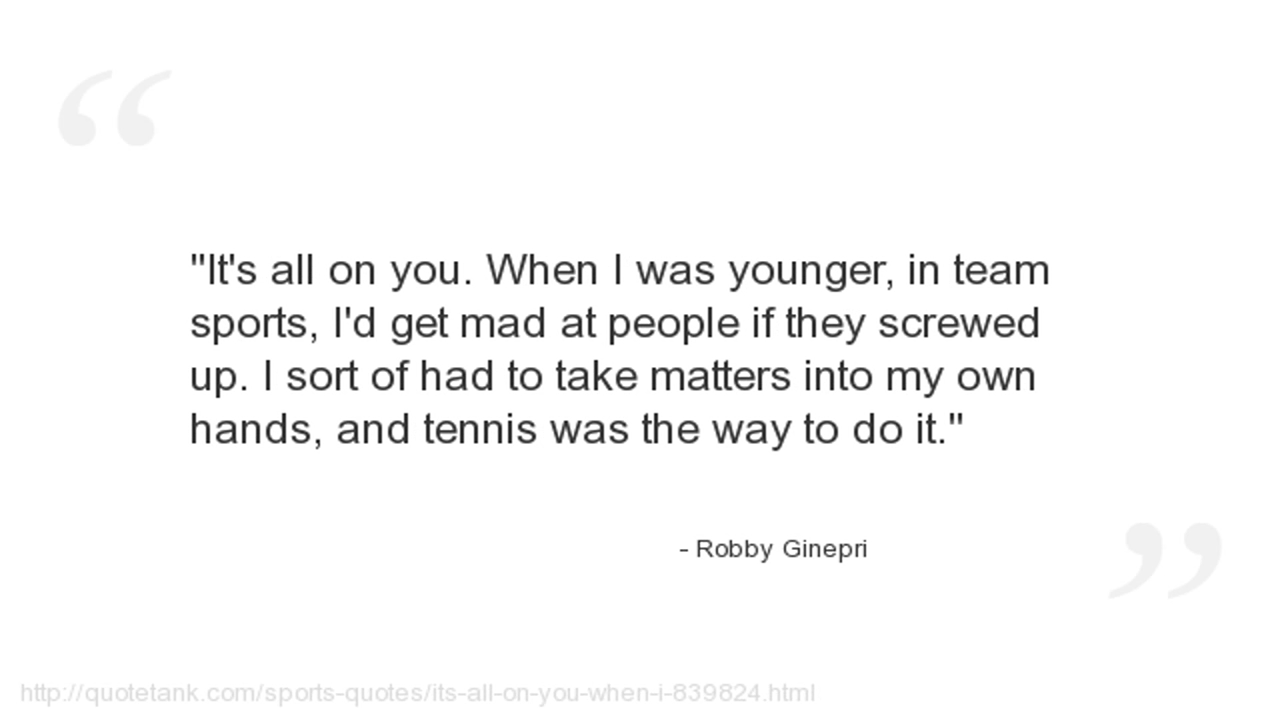 "It's all on you. When I was younger, in team
sports, I'd get mad at people if they screwed
up. I sort of had to take matters into my own
hands, and tennis was the way to do it."
- Robby Ginepri
http://quotetank.com/sports-quotes/its-all-on-you-when-i-839824.html